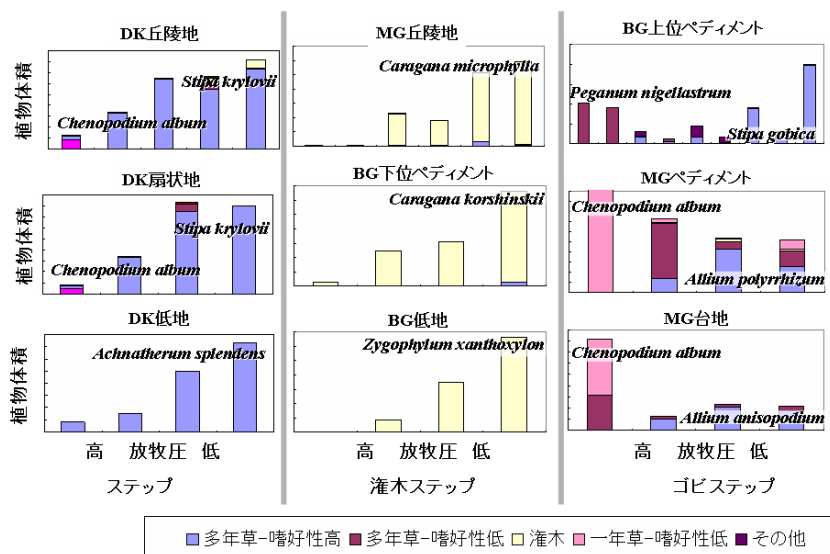 DK丘陵地
植物体積
Stipa krylovii
Chenopodium album
MG丘陵地
Caragana microphylla
BG上位ペディメント
Peganum nigellastrum
Stipa gobica
DK扇状地
植物体積
Stipa krylovii
Chenopodium album
BG下位ペディメント
Caragana korshinskii
MGペディメント
Chenopodium album
Allium polyrrhizum
DK低地
植物体積
Achnatherum splendens
BG低地
Zygophylum xanthoxylon
MG台地
Chenopodium album
Allium anisopodium
高 放牧圧 低
高 放牧圧 低
高 放牧圧 低
ステップ
潅木ステップ
ゴビステップ
多年草-嗜好性高 多年草-嗜好性低 潅木 一年草-嗜好性低 その他